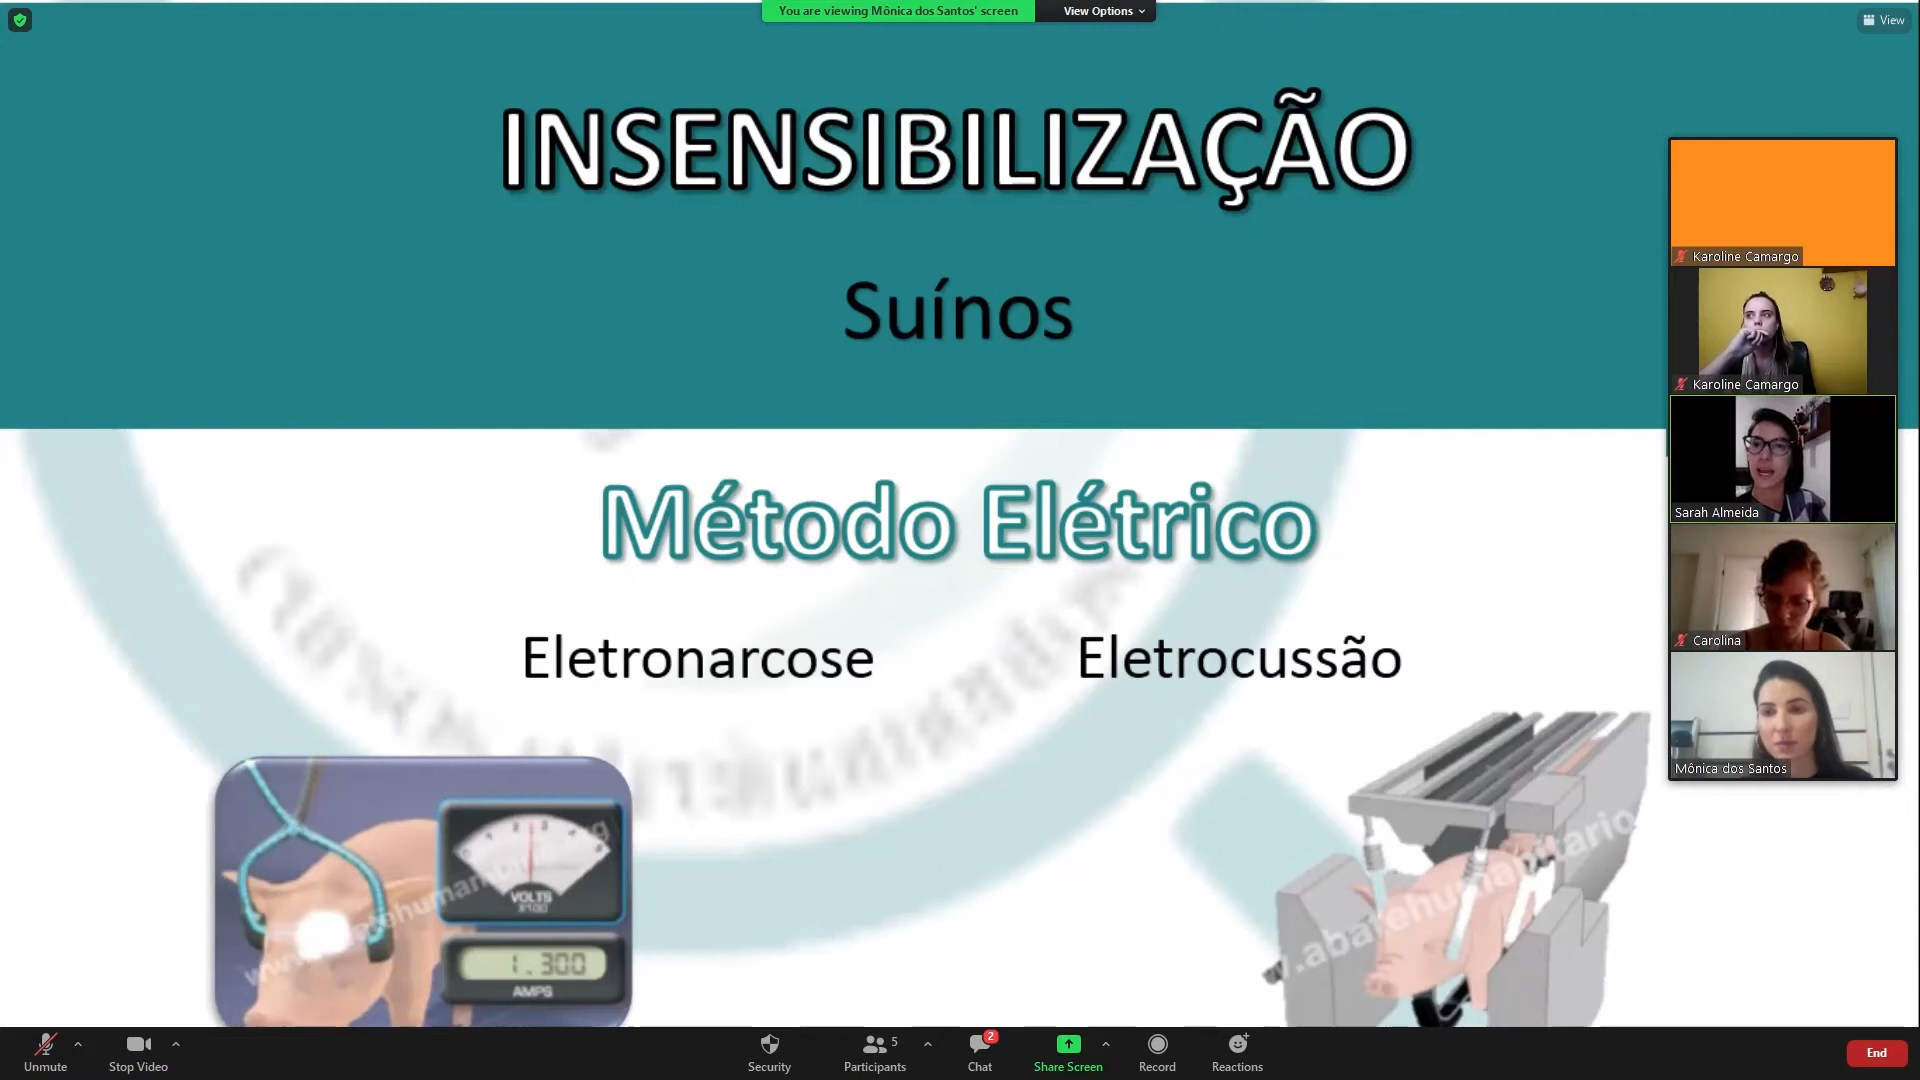 You are viewing Mônica dos Santos' screen
View Options
View
INSENSIBILIZAÇÃO
Suínos
Método Elétrico
Eletronarcose
Eletrocussão
VOLTS
X100
1.300
AMPS
Karoline Camargo
Karoline Camargo
Sarah Almeida
Carolina
Mônica dos Santos
Unmute
Stop Video
Security
5
Participants
2
Chat
Share Screen
Record
Reactions
End